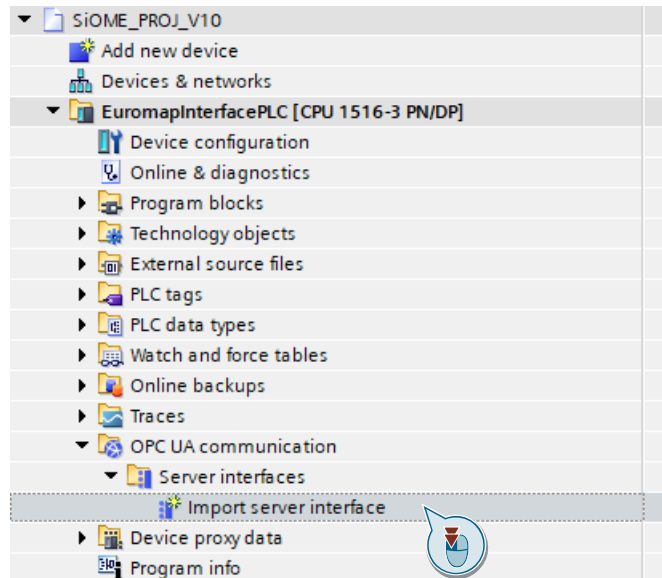 SiOME_PROJ_V10
Add new device
Devices & networks
EuromapInterfacePLC [CPU 1516-3 PN/DP]
Device configuration
Online & diagnostics
Program blocks
Technology objects
External source files
PLC tags
PLC data types
Watch and force tables
Online backups
Traces
OPC UA communication
Server interfaces
Import server interface
Device proxy data
Program info